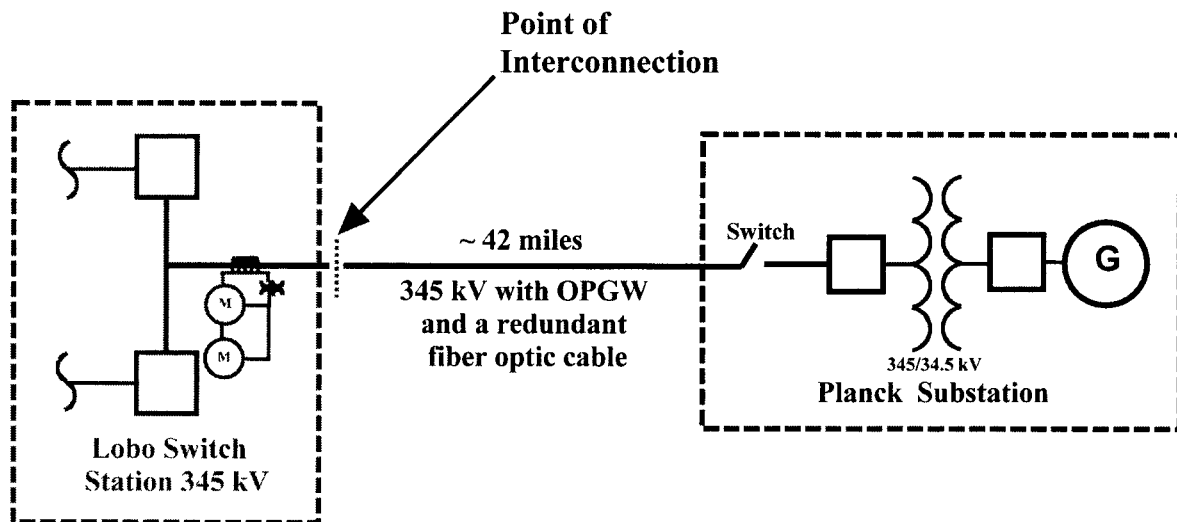 Point of
Interconnection
~ 42 miles
345 kV with OPGW
and a redundant
fiber optic cable
Switch
M
M
G
345/34.5 kV
Planck Substation
Lobo Switch
Station 345 kV